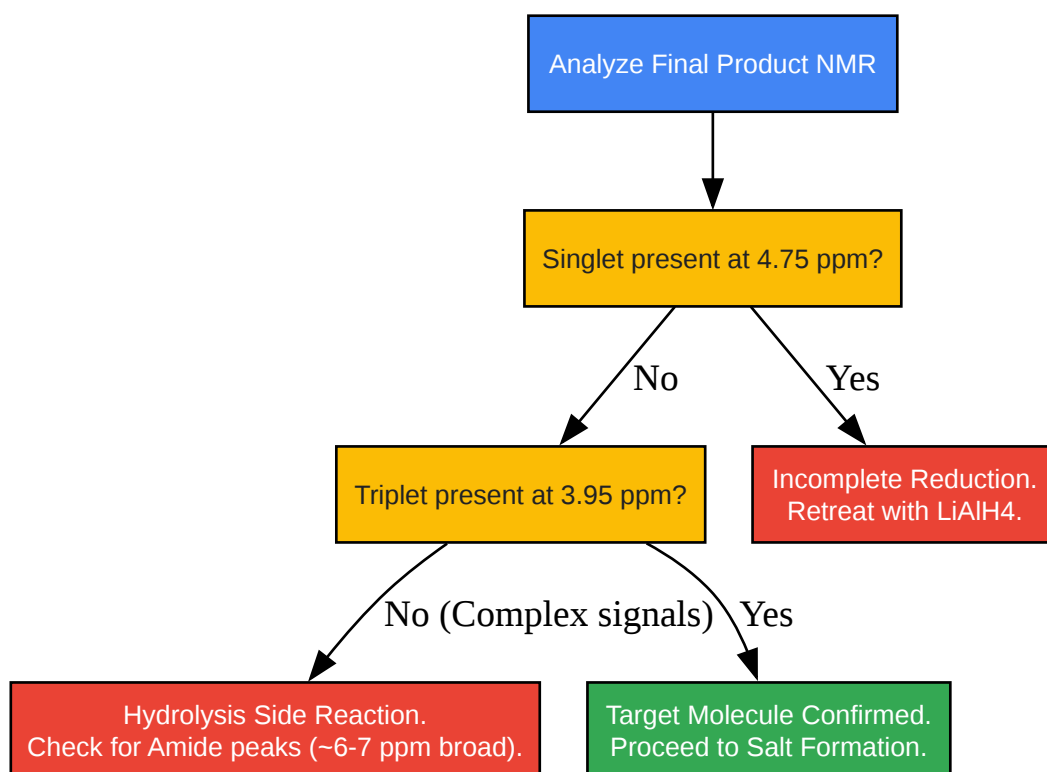 Analyze Final Product NMR
Singlet present at 4.75 ppm?
No
Yes
Triplet present at 3.95 ppm?
Incomplete Reduction.
Retreat with LiAlH4.
No (Complex signals)
Yes
Hydrolysis Side Reaction.
Check for Amide peaks (~6-7 ppm broad).
Target Molecule Confirmed.
Proceed to Salt Formation.